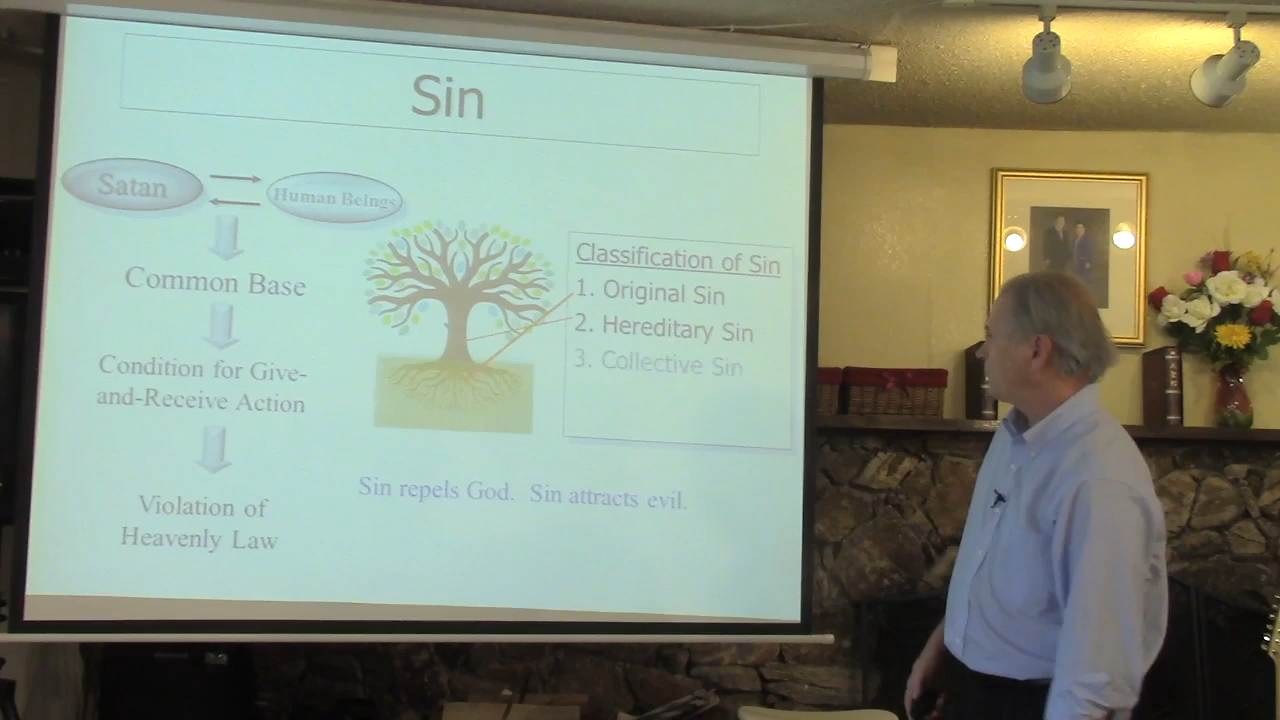 Sin
Satan
Human Beings
Common Base
Condition for Give-
and-Receive Action
Violation of
Heavenly Law
Classification of Sin
1. Original Sin
2. Hereditary Sin
3. Collective Sin
Sin repels God. Sin attracts evil.